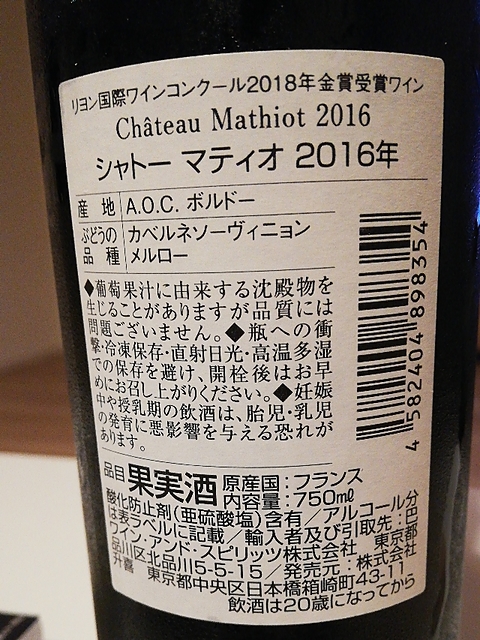 リヨン国際ワインコンクール2018年金賞受賞ワイン
Château Mathiot 2016
シャトー マティオ 2016年
産地 A.O.C. ボルドー
ぶどうの品種 カベルネソーヴィニョン
メルロー
◆葡萄果汁に由来する沈殿物を
生じることがありますが品質には
問題ございません。◆瓶への衝
撃・冷凍保存・直射日光・高温多湿
での保存を避け、開栓後はお早
めにお召し上がりください。◆妊娠
中や授乳期の飲酒は、胎児・乳児
の発育に悪影響を与える恐れが
あります。
4 582404 898354
品目 果実酒 原産国：フランス
内容量：750mℓ
酸化防止剤(亜硫酸塩)含有／アルコール分
は表ラベルに記載／輸入者及び引取先：巴
ワイン・アンド・スピリッツ株式会社 東京都
品川区北品川5-5-15／発売元：株式会社
升喜 東京都中央区日本橋箱崎町43-11
飲酒は20歳になってから